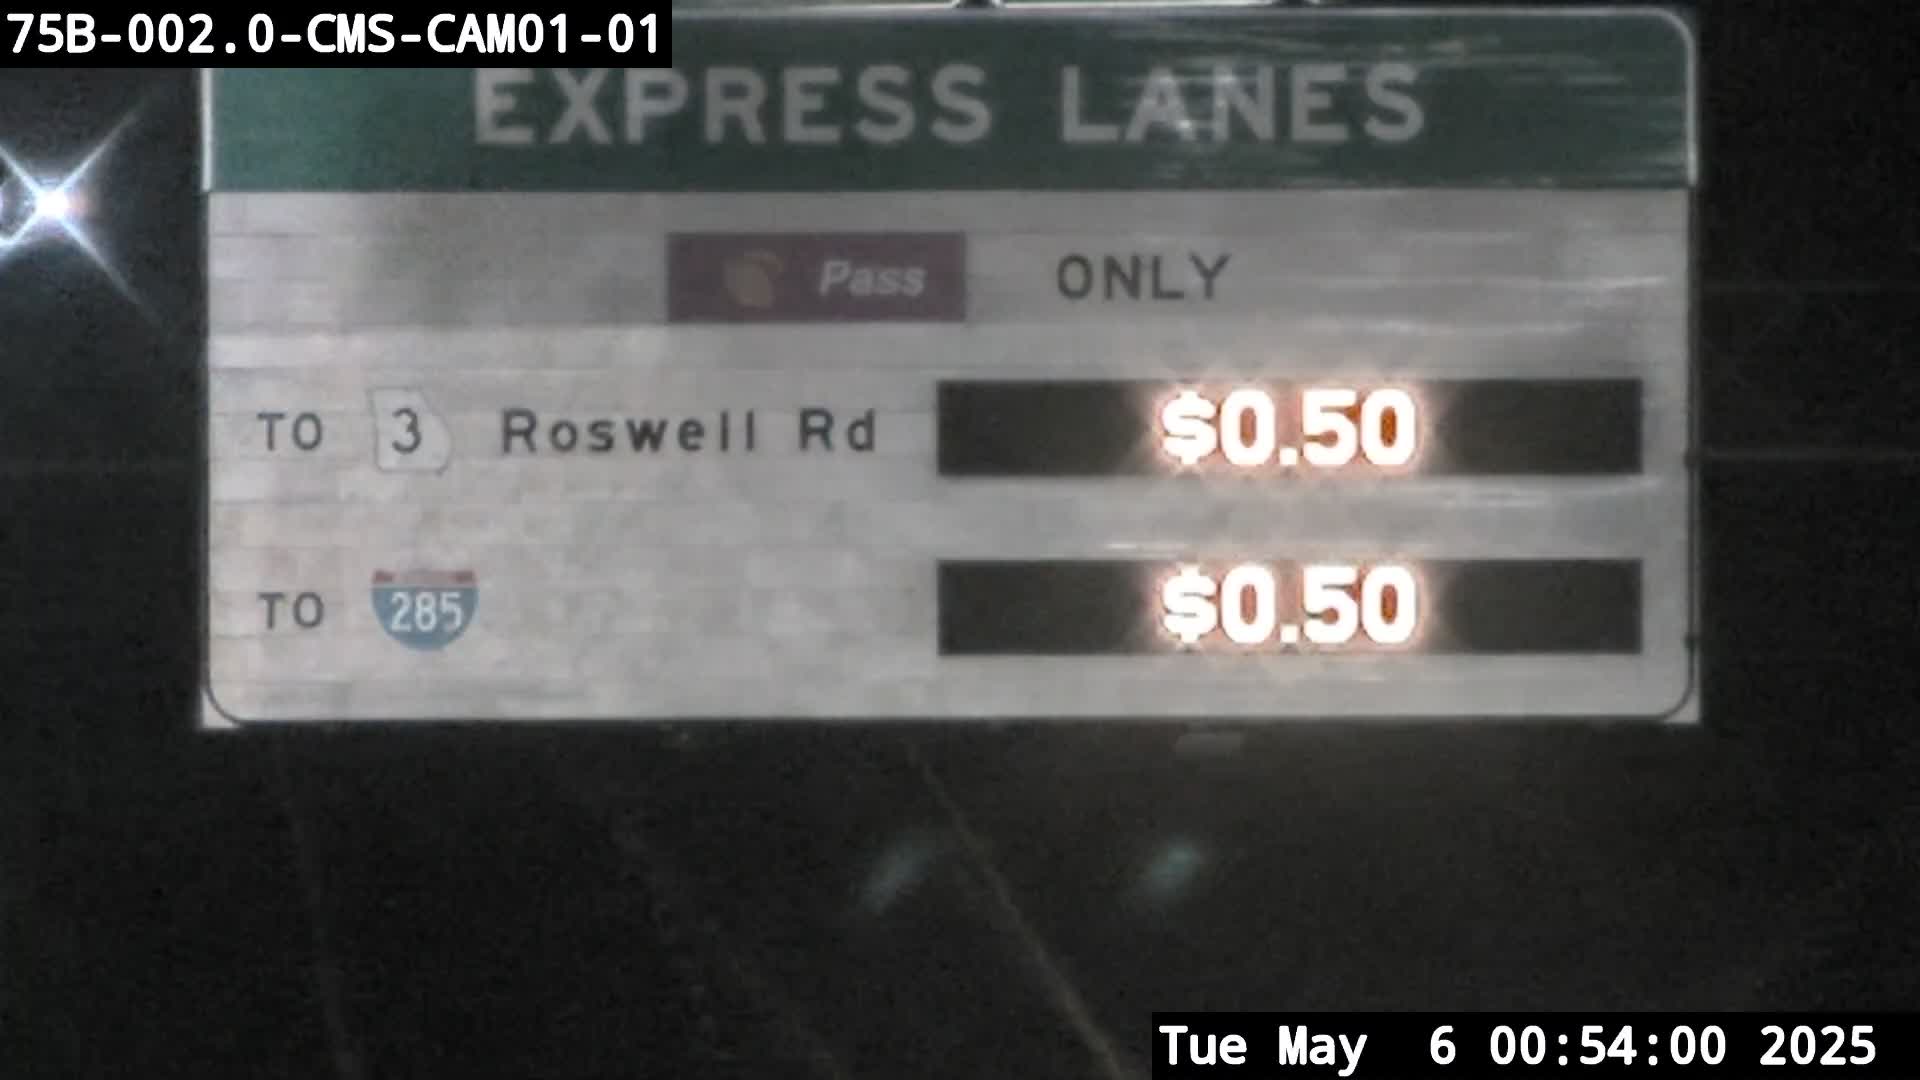 75B-002.0-CMS-CAM01-01
EXPRESS LANES
Pass ONLY
TO 3 Roswell Rd $0.50
TO 285 $0.50
Tue May 6 00:54:00 2025